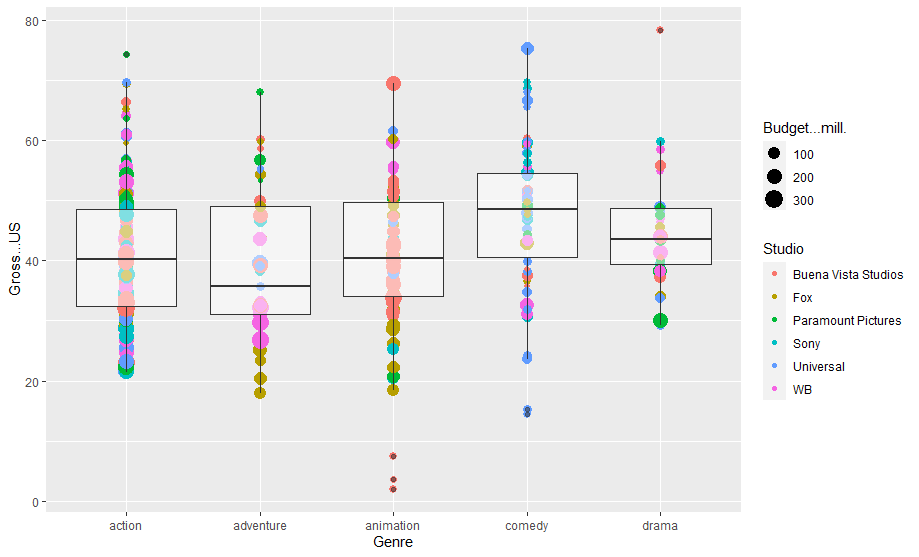 80
60
40
20
0
Gross...US
action adventure animation comedy drama
Genre
Budget...mill.
100
200
300
Studio
Buena Vista Studios
Fox
Paramount Pictures
Sony
Universal
WB